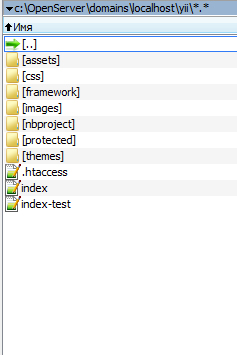 c:\OpenServer\domains\localhost\yii\*.*
Имя
[..]
[assets]
[css]
[framework]
[images]
[nbproject]
[protected]
[themes]
.htaccess
index
index-test